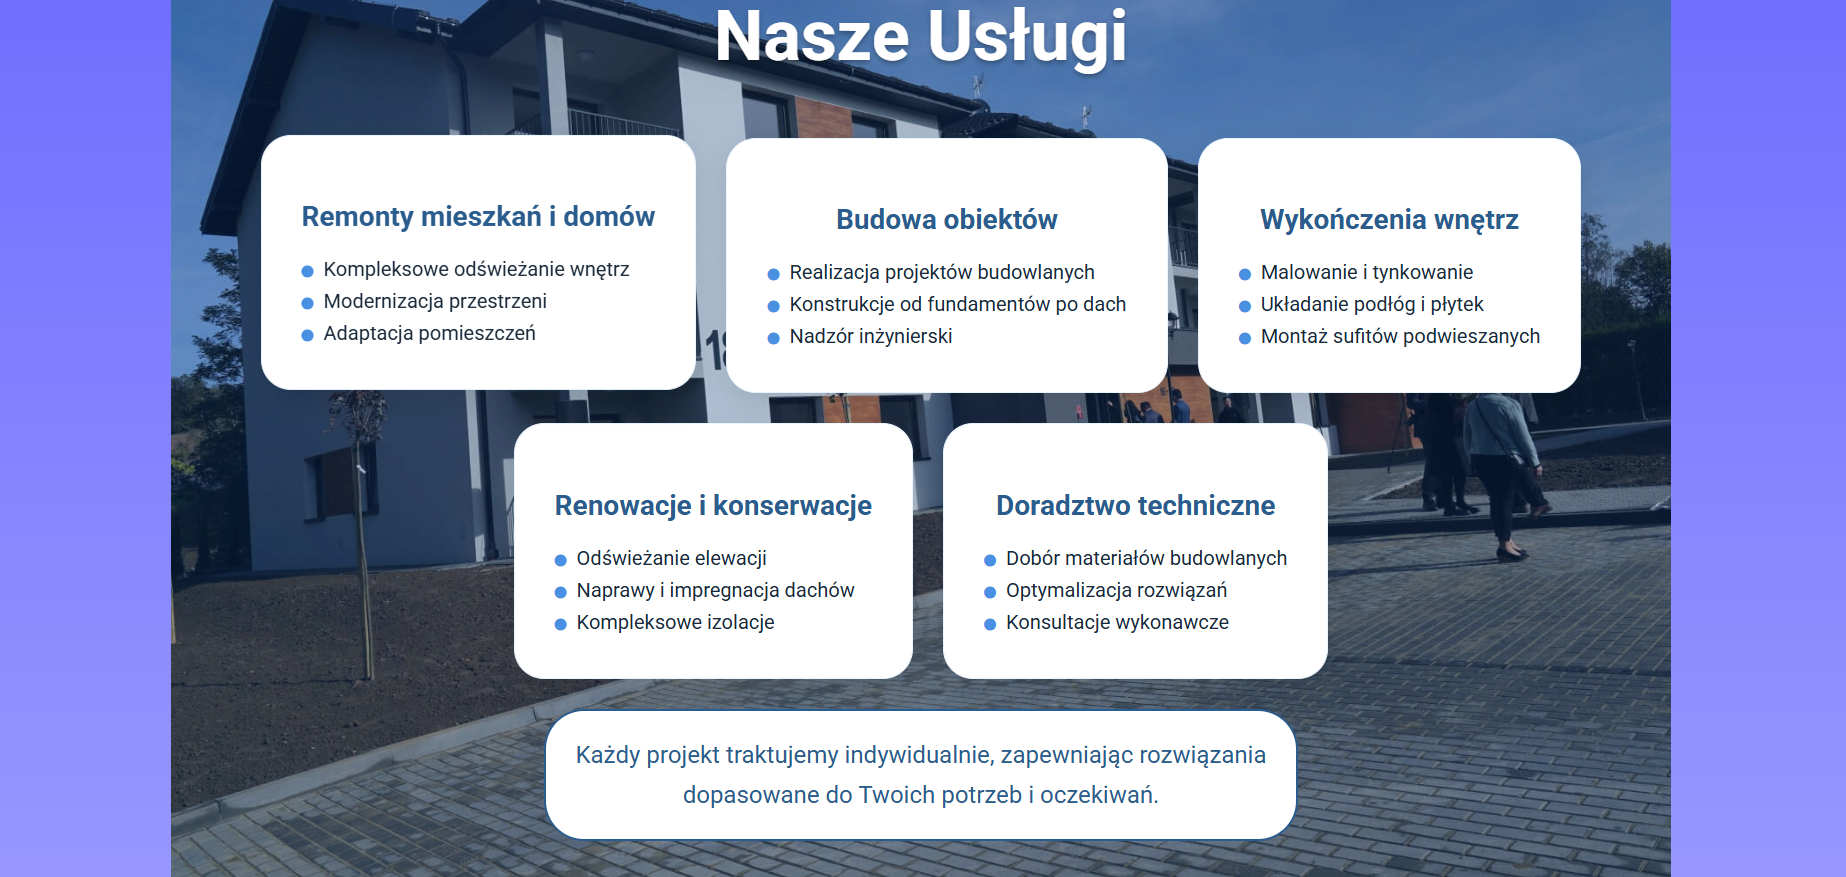 Nasze Usługi
Remonty mieszkań i domów
Kompleksowe odświeżanie wnętrz
Modernizacja przestrzeni
Adaptacja pomieszczeń
Budowa obiektów
Realizacja projektów budowlanych
Konstrukcje od fundamentów po dach
Nadzór inżynierski
Wykończenia wnętrz
Malowanie i tynkowanie
Układanie podłóg i płytek
Montaż sufitów podwieszanych
Renowacje i konserwacje
Odświeżanie elewacji
Naprawy i impregnacja dachów
Kompleksowe izolacje
Doradztwo techniczne
Dobór materiałów budowlanych
Optymalizacja rozwiązań
Konsultacje wykonawcze
Każdy projekt traktujemy indywidualnie, zapewniając rozwiązania
dopasowane do Twoich potrzeb i oczekiwań.